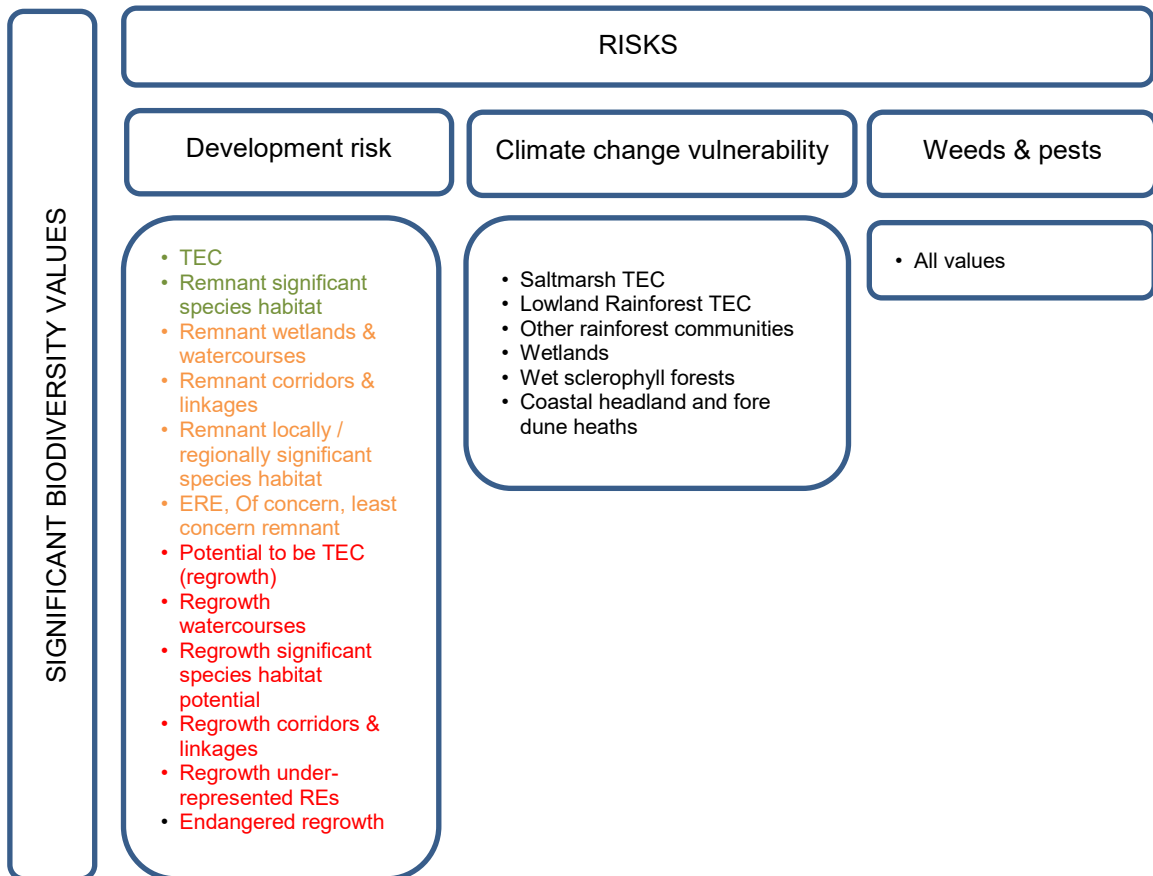 SIGNIFICANT BIODIVERSITY VALUES
RISKS
Development risk
Climate change vulnerability
Weeds & pests
• TEC
• Remnant significant
species habitat
• Remnant wetlands &
watercourses
• Remnant corridors &
linkages
• Remnant locally /
regionally significant
species habitat
• ERE, Of concern, least
concern remnant
• Potential to be TEC
(regrowth)
• Regrowth
watercourses
• Regrowth significant
species habitat
potential
• Regrowth corridors &
linkages
• Regrowth under-
represented REs
• Endangered regrowth
• Saltmarsh TEC
• Lowland Rainforest TEC
• Other rainforest communities
• Wetlands
• Wet sclerophyll forests
• Coastal headland and fore
dune heaths
• All values